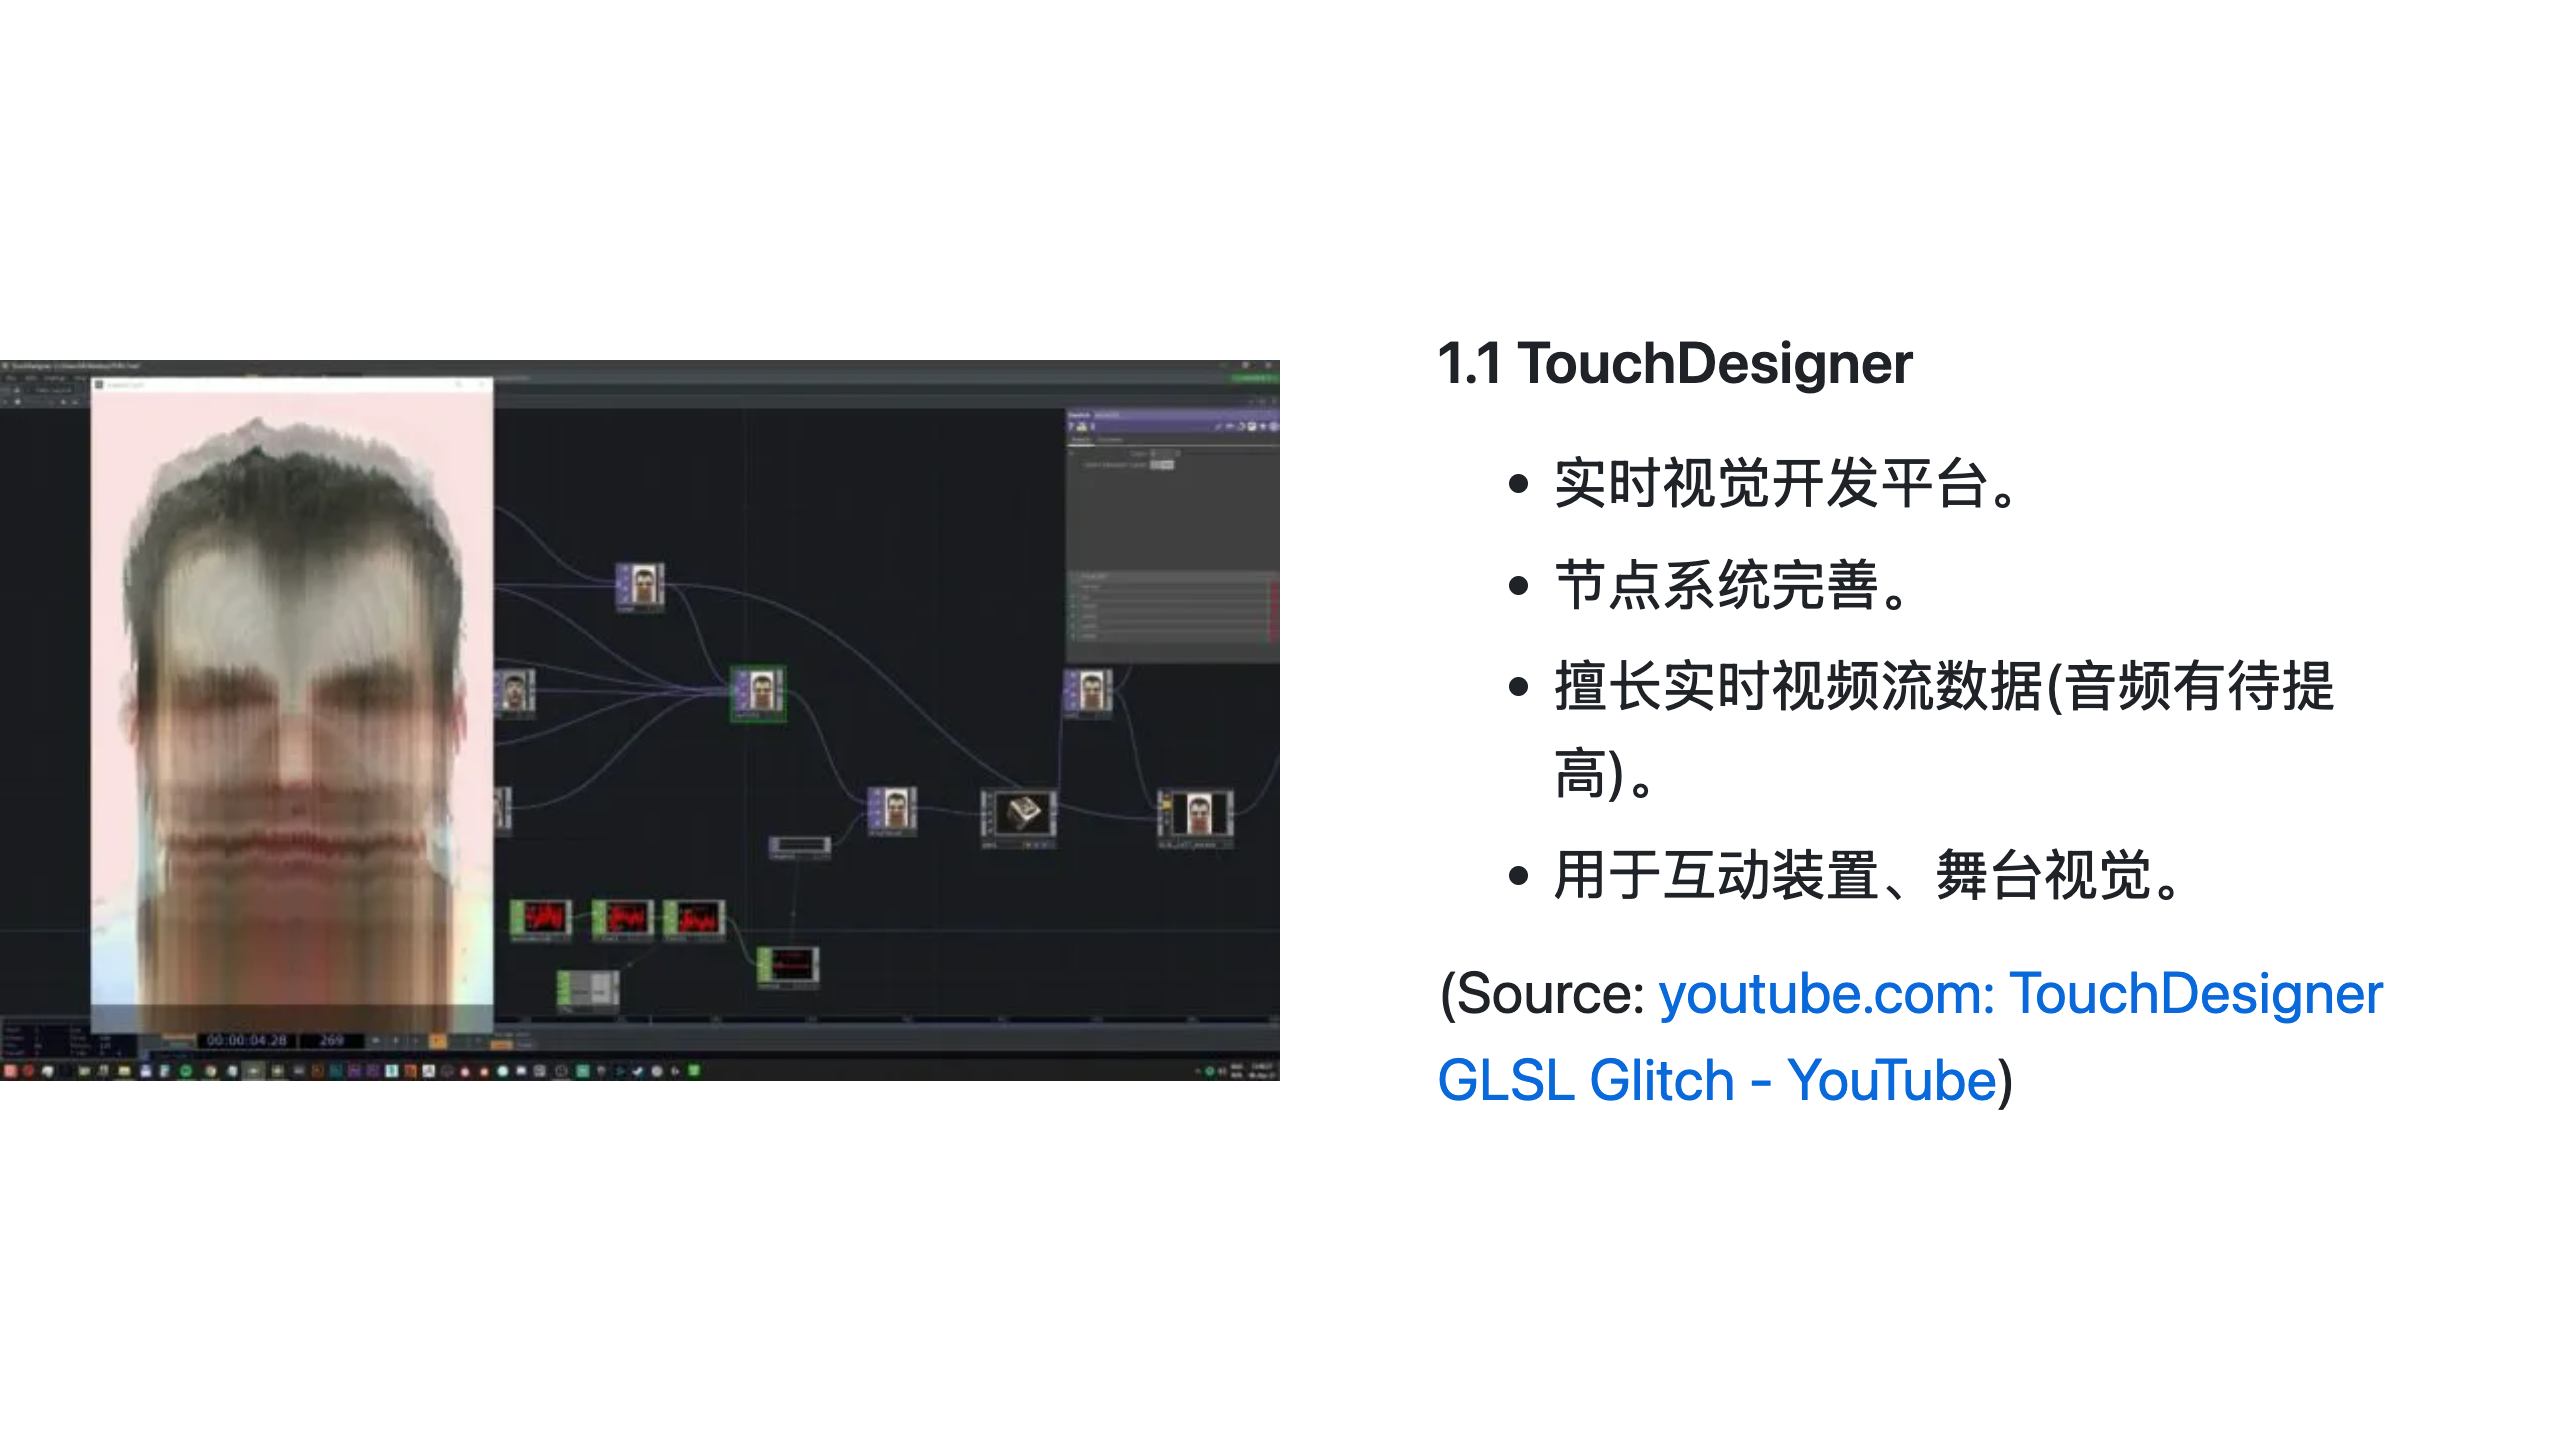 1.1 TouchDesigner
实时视觉开发平台。
节点系统完善。
擅长实时视频流数据(音频有待提
高)。
用于互动装置、舞台视觉。
(Source: youtube.com: TouchDesigner
GLSL Glitch - YouTube)
00:00:04.28
269